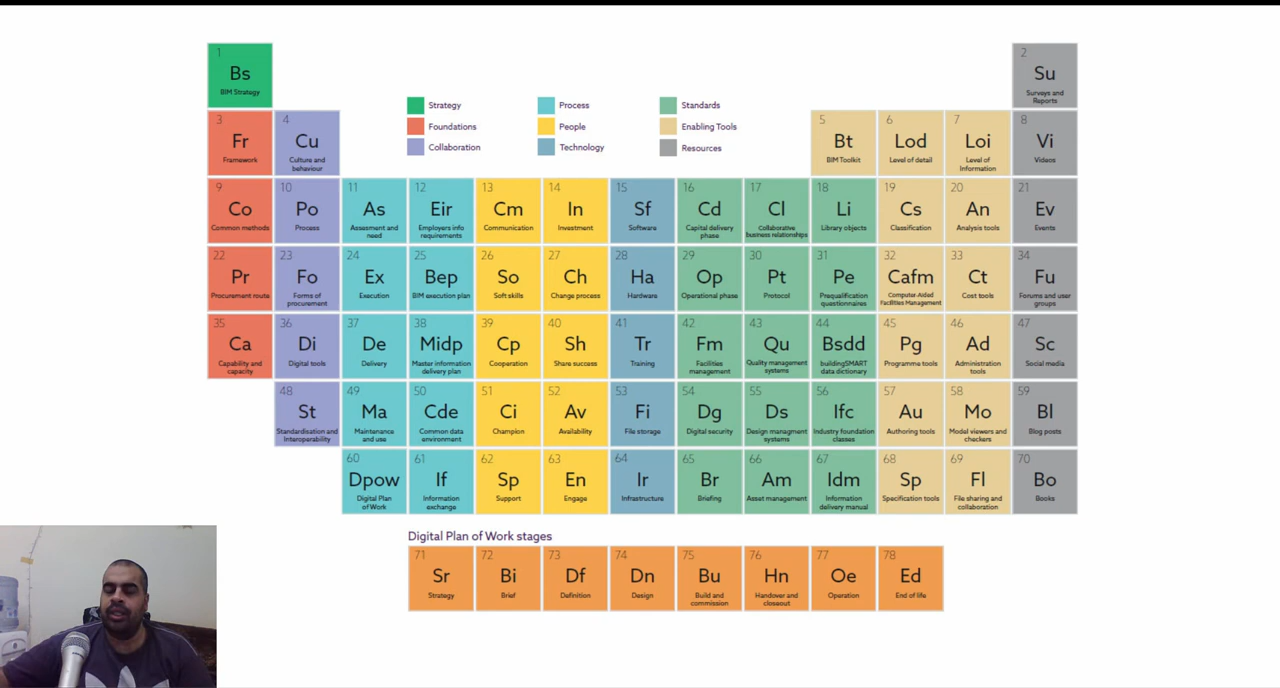 1
Bs
BIM Strategy
2
Su
Surveys and
Reports
Strategy
Foundations
Collaboration
Process
People
Technology
Standards
Enabling Tools
Resources
3
Fr
Framework
4
Cu
Culture and
behaviour
5
Bt
BIM Toolkit
6
Lod
Level of detail
7
Loi
Level of
Information
8
Vi
Videos
9
Co
Common methods
10
Po
Process
11
As
Assesment and
need
12
Eir
Employers info
requirements
13
Cm
Communication
14
In
Investment
15
Sf
Software
16
Cd
Capital delivery
phase
17
Cl
Collaborative
business relationships
18
Li
Library objects
19
Cs
Classification
20
An
Analysis tools
21
Ev
Events
22
Pr
Procurement route
23
Fo
Forms of
procurement
24
Ex
Execution
25
Bep
BIM execution plan
26
So
Soft skills
27
Ch
Change process
28
Ha
Hardware
29
Op
Operational phase
30
Pt
Protocol
31
Pe
Prequalification
questionnaires
32
Cafm
Computer-Aided
Facilities Management
33
Ct
Cost tools
34
Fu
Forums and user
groups
35
Ca
Capability and
capacity
36
Di
Digital tools
37
De
Delivery
38
Midp
Master information
delivery plan
39
Cp
Cooperation
40
Sh
Share success
41
Tr
Training
42
Fm
Facilities
management
43
Qu
Quality management
systems
44
Bsdd
buildingSMART
data dictionary
45
Pg
Programme tools
46
Ad
Administration
tools
47
Sc
Social media
48
St
Standardisation and
Interoperability
49
Ma
Maintenance
and use
50
Cde
Common data
environment
51
Ci
Champion
52
Av
Availability
53
Fi
File storage
54
Dg
Digital security
55
Ds
Design managment
systems
56
Ifc
Industry foundation
classes
57
Au
Authoring tools
58
Mo
Model viewers and
checkers
59
Bl
Blog posts
60
Dpow
Digital Plan
of Work
61
If
Information
exchange
62
Sp
Support
63
En
Engage
64
Ir
Infrastructure
65
Br
Briefing
66
Am
Asset management
67
Idm
Information
delivery manual
68
Sp
Specification tools
69
Fl
File sharing and
collaboration
70
Bo
Books
Digital Plan of Work stages
71
Sr
Strategy
72
Bi
Brief
73
Df
Definition
74
Dn
Design
75
Bu
Build and
commission
76
Hn
Handover and
closeout
77
Oe
Operation
78
Ed
End of life